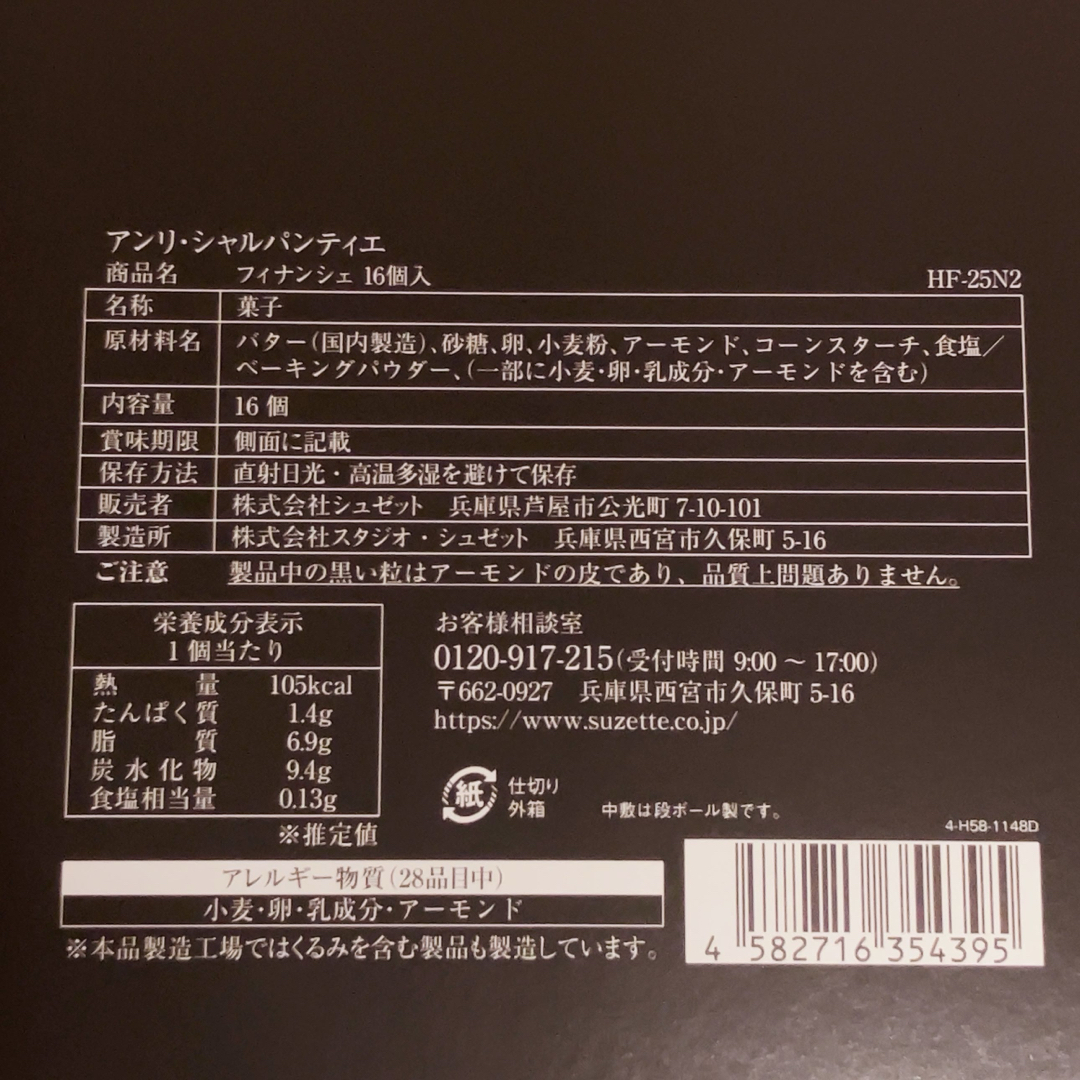 アンリ・シャルパンティエ
商品名 フィナンシェ 16個入 HF-25N2
名称 菓子
原材料名 バター(国内製造)、砂糖、卵、小麦粉、アーモンド、コーンスターチ、食塩／
ベーキングパウダー、(一部に小麦・卵・乳成分・アーモンドを含む)
内容量 16個
賞味期限 側面に記載
保存方法 直射日光・高温多湿を避けて保存
販売者 株式会社シュゼット 兵庫県芦屋市公光町 7-10-101
製造所 株式会社スタジオ・シュゼット 兵庫県西宮市久保町 5-16
ご注意 製品中の黒い粒はアーモンドの皮であり、品質上問題ありません。
栄養成分表示
1個当たり
熱量 105kcal
たんぱく質 1.4g
脂質 6.9g
炭水化物 9.4g
食塩相当量 0.13g
※推定値
お客様相談室
0120-917-215(受付時間 9:00 ～ 17:00)
〒662-0927 兵庫県西宮市久保町 5-16
https://www.suzette.co.jp/
紙 仕切り
外箱
中敷は段ボール製です。
4-H58-1148D
アレルギー物質(28品目中)
小麦・卵・乳成分・アーモンド
※本品製造工場ではくるみを含む製品も製造しています。
4 582716 354395